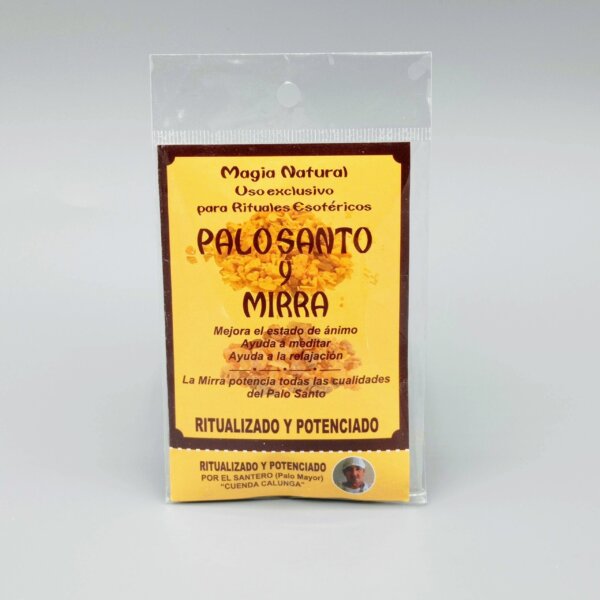 Magia Natural
Uso exclusivo
para Rituales Esotéricos
PALO SANTO
y
MIRRA
Mejora el estado de ánimo
Ayuda a meditar
Ayuda a la relajación
La Mirra potencia todas las cualidades
del Palo Santo
RITUALIZADO Y POTENCIADO
RITUALIZADO Y POTENCIADO
POR EL SANTERO (Palo Mayor)
"CUENDA CALUNGA"